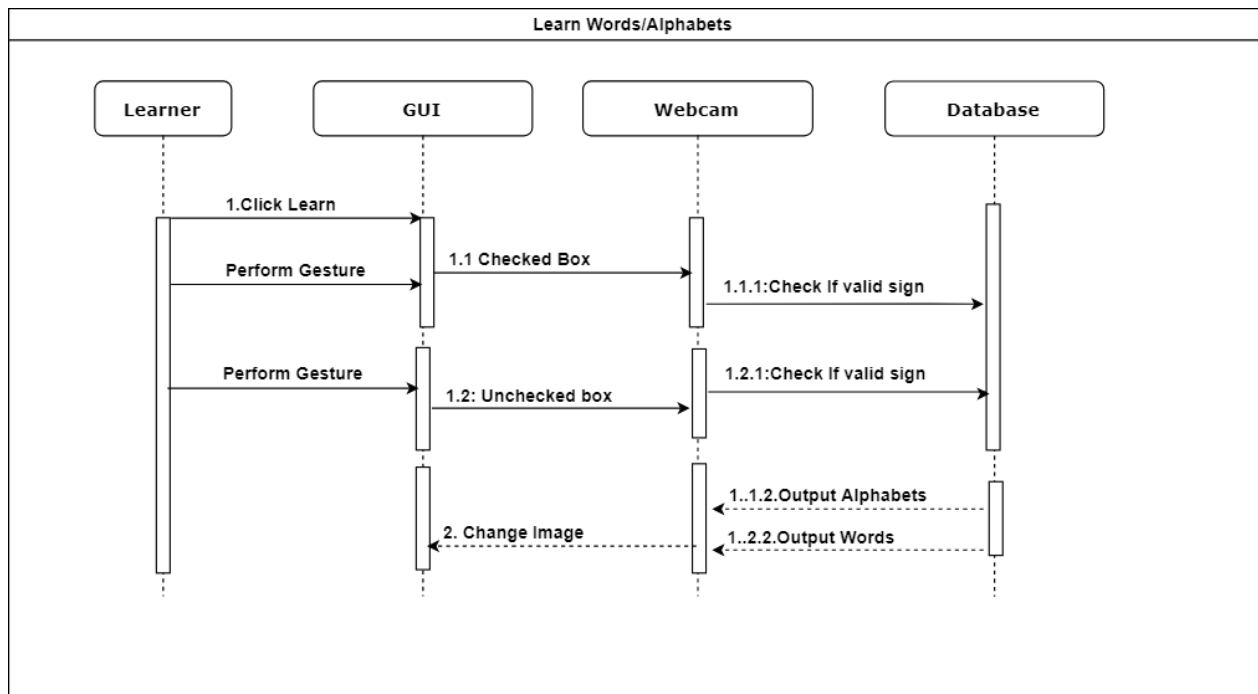 Learn Words/Alphabets
Learner
GUI
Webcam
Database
1.Click Learn
1.1 Checked Box
Perform Gesture
1.1.1:Check If valid sign
Perform Gesture
1.2.1:Check If valid sign
1.2: Unchecked box
1..1.2.Output Alphabets
2. Change Image
1..2.2.Output Words